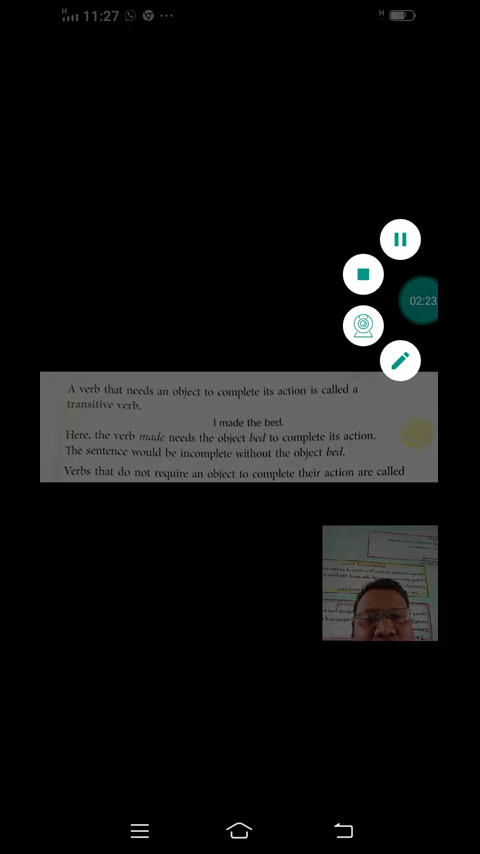 H 11:27 H
02:23
A verb that needs an object to complete its action is called a
transitive verb.
I made the bed.
Here, the verb made needs the object bed to complete its action.
The sentence would be incomplete without the object bed.
Verbs that do not require an object to complete their action are called